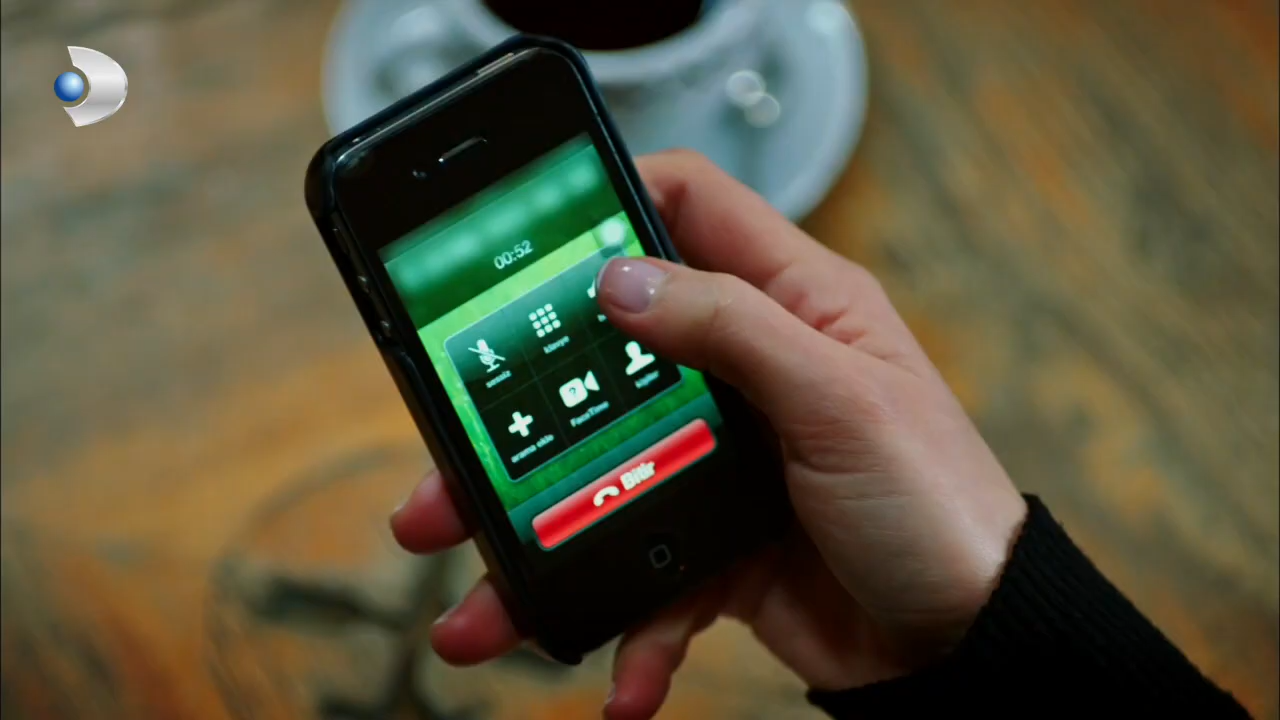 00:52
sessiz
klavye
arama ekle
FaceTime
kişiler
Bitir